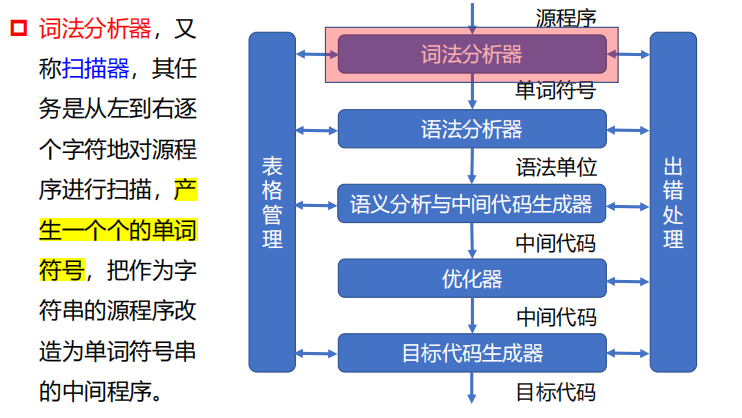 词法分析器，又
称扫描器，其任
务是从左到右逐
个字符地对源程
序进行扫描，产
生一个个的单词
符号，把作为字
符串的源程序改
造为单词符号串
的中间程序。
表格管理
源程序
词法分析器
单词符号
语法分析器
语法单位
语义分析与中间代码生成器
中间代码
优化器
中间代码
目标代码生成器
目标代码
出错处理